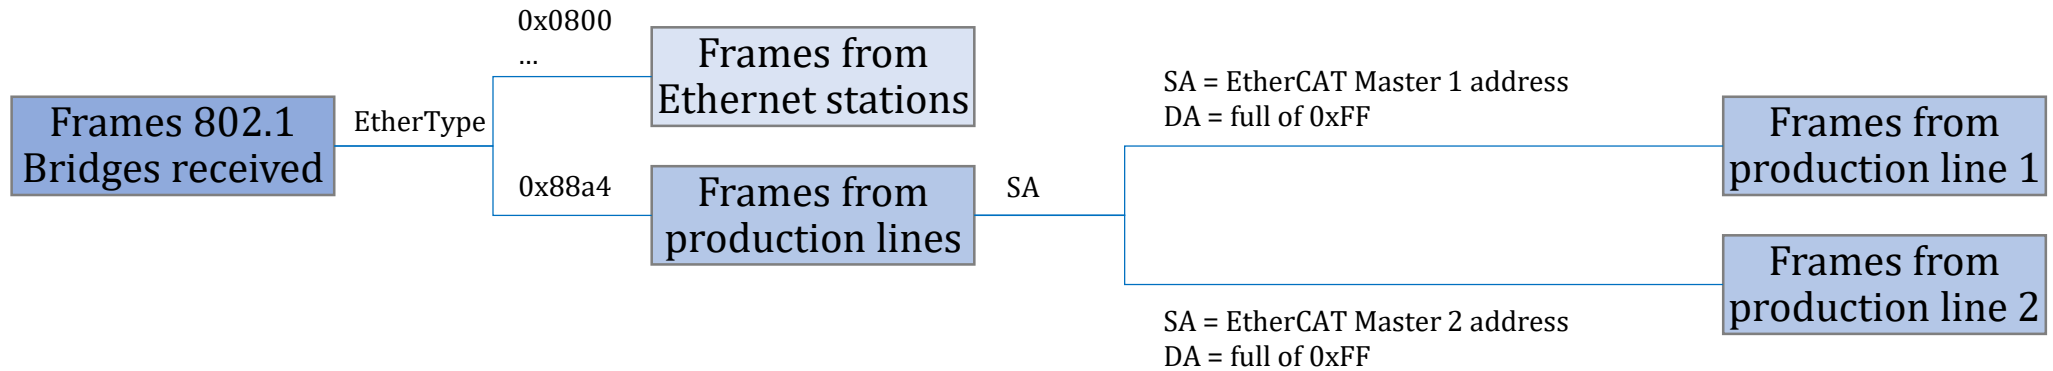 Frames 802.1
Bridges received
EtherType
0x0800
...
Frames from
Ethernet stations
0x88a4
Frames from
production lines
SA
SA = EtherCAT Master 1 address
DA = full of 0xFF
Frames from
production line 1
SA = EtherCAT Master 2 address
DA = full of 0xFF
Frames from
production line 2